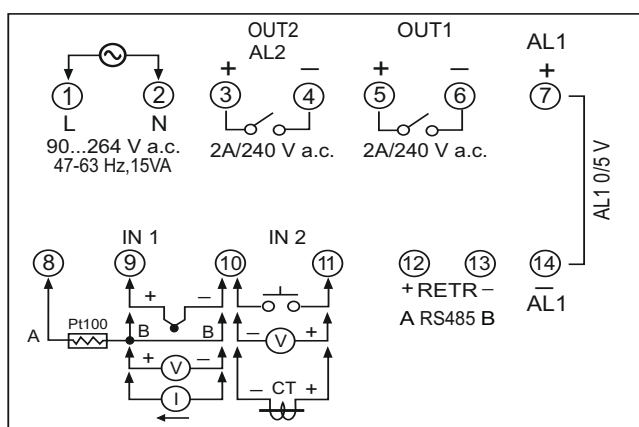 OUT2
AL2
OUT1
AL1
+ − + − +
1 2 3 4 5 6 7
L N
90...264 V a.c.
47-63 Hz,15VA
2A/240 V a.c.
2A/240 V a.c.
AL1 0/5 V
IN 1
IN 2
8 9 10 11 12 13 14
+ −
+ RETR −
−
AL1
A RS485 B
Pt100
A B B
− V +
+ V −
− CT +
I